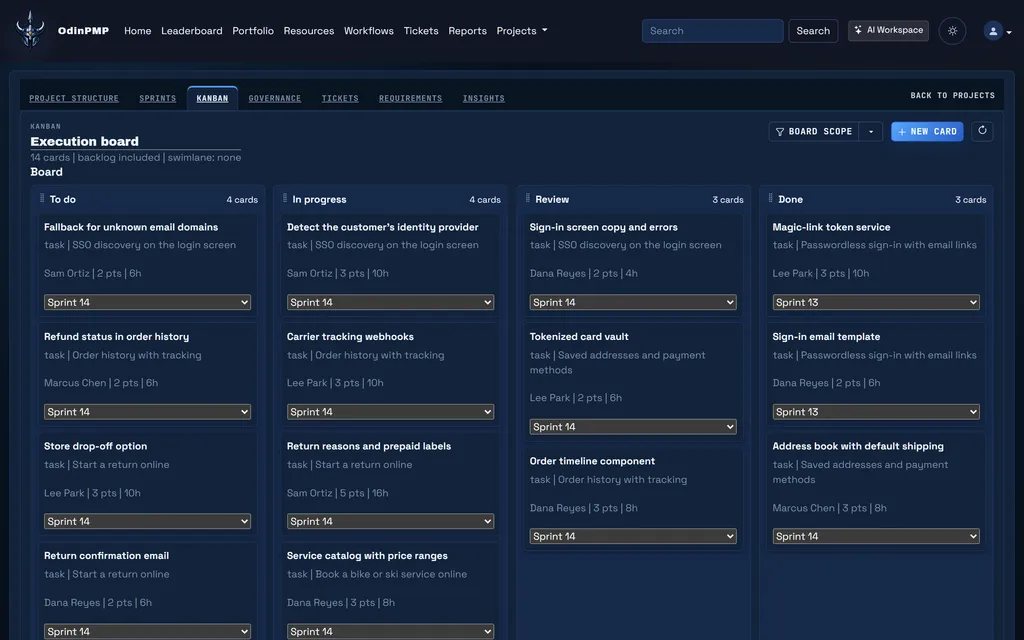 OdinPMP
Home Leaderboard Portfolio Resources Workflows Tickets Reports Projects
Search
Search
AI Workspace
PROJECT STRUCTURE SPRINTS KANBAN GOVERNANCE TICKETS REQUIREMENTS INSIGHTS
BACK TO PROJECTS
KANBAN
Execution board
14 cards | backlog included | swimlane: none
BOARD SCOPE
+ NEW CARD
Board
To do 4 cards
Fallback for unknown email domains
task | SSO discovery on the login screen
Sam Ortiz | 2 pts | 6h
Sprint 14
Refund status in order history
task | Order history with tracking
Marcus Chen | 2 pts | 6h
Sprint 14
Store drop-off option
task | Start a return online
Lee Park | 3 pts | 10h
Sprint 14
Return confirmation email
task | Start a return online
Dana Reyes | 2 pts | 6h
Sprint 14
In progress 4 cards
Detect the customer's identity provider
task | SSO discovery on the login screen
Sam Ortiz | 3 pts | 10h
Sprint 14
Carrier tracking webhooks
task | Order history with tracking
Lee Park | 3 pts | 10h
Sprint 14
Return reasons and prepaid labels
task | Start a return online
Sam Ortiz | 5 pts | 16h
Sprint 14
Service catalog with price ranges
task | Book a bike or ski service online
Dana Reyes | 3 pts | 8h
Sprint 14
Review 3 cards
Sign-in screen copy and errors
task | SSO discovery on the login screen
Dana Reyes | 2 pts | 4h
Sprint 14
Tokenized card vault
task | Saved addresses and payment
methods
Lee Park | 2 pts | 6h
Sprint 14
Order timeline component
task | Order history with tracking
Dana Reyes | 3 pts | 8h
Sprint 14
Done 3 cards
Magic-link token service
task | Passwordless sign-in with email links
Lee Park | 3 pts | 10h
Sprint 13
Sign-in email template
task | Passwordless sign-in with email links
Dana Reyes | 2 pts | 6h
Sprint 13
Address book with default shipping
task | Saved addresses and payment
methods
Marcus Chen | 3 pts | 8h
Sprint 14